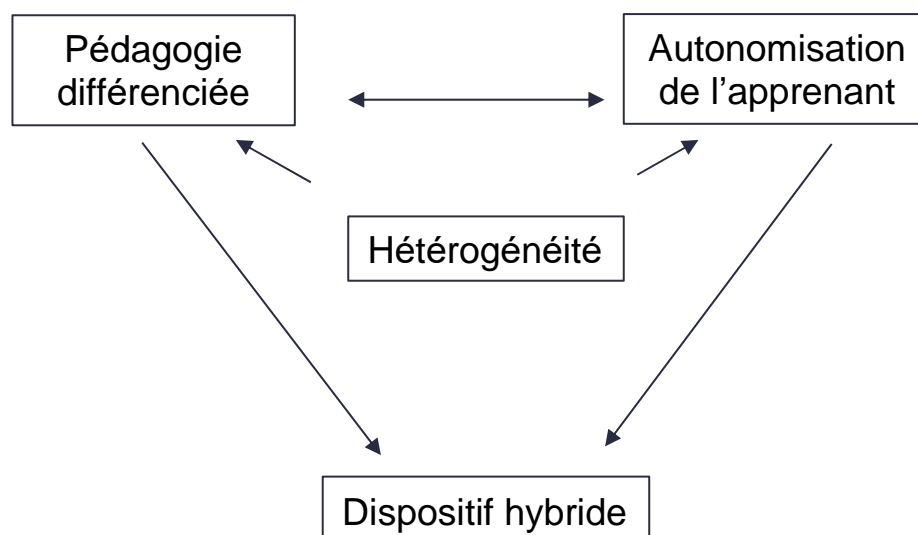 Pédagogie
différenciée
Autonomisation
de l’apprenant
Hétérogénéité
Dispositif hybride